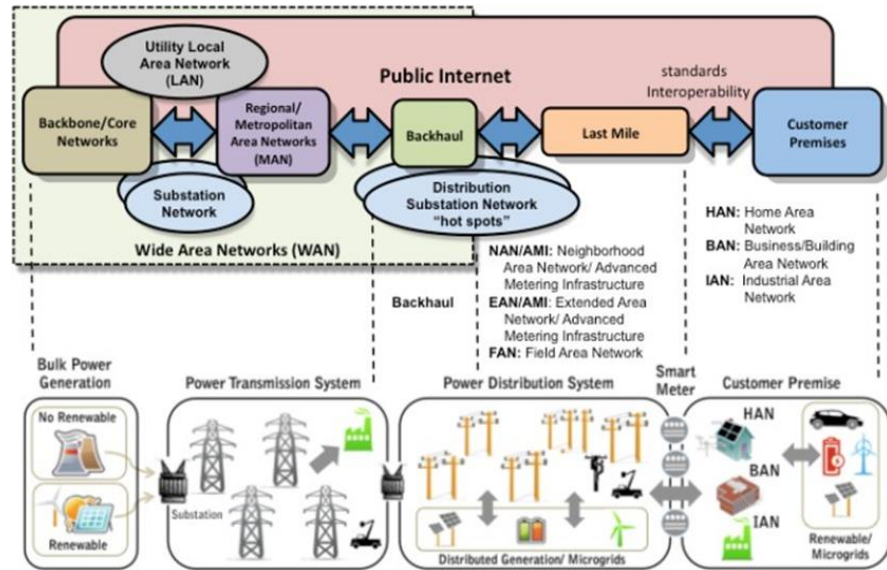 Utility Local
Area Network
(LAN)
Public Internet
standards
Interoperability
Backbone/Core
Networks
Regional/
Metropolitan
Area Networks
(MAN)
Backhaul
Last Mile
Customer
Premises
Substation
Network
Distribution
Substation Network
“hot spots”
Wide Area Networks (WAN)
Backhaul
NAN/AMI: Neighborhood
Area Network/ Advanced
Metering Infrastructure
EAN/AMI: Extended Area
Network/ Advanced
Metering Infrastructure
FAN: Field Area Network
HAN: Home Area
Network
BAN: Business/Building
Area Network
IAN: Industrial Area
Network
Bulk Power
Generation
Power Transmission System
Power Distribution System
Smart
Meter
Customer Premise
No Renewable
Renewable
Substation
Distributed Generation/ Microgrids
HAN
BAN
IAN
Renewable/
Microgrids